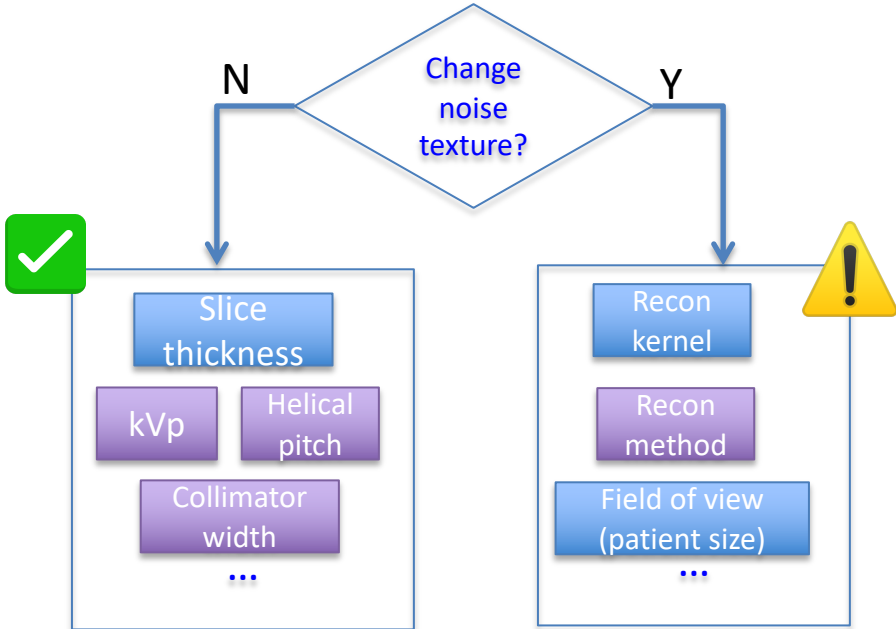 N
Change
noise
texture?
Y
Slice
thickness
kVp
Helical
pitch
Collimator
width
...
Recon
kernel
Recon
method
Field of view
(patient size)
...